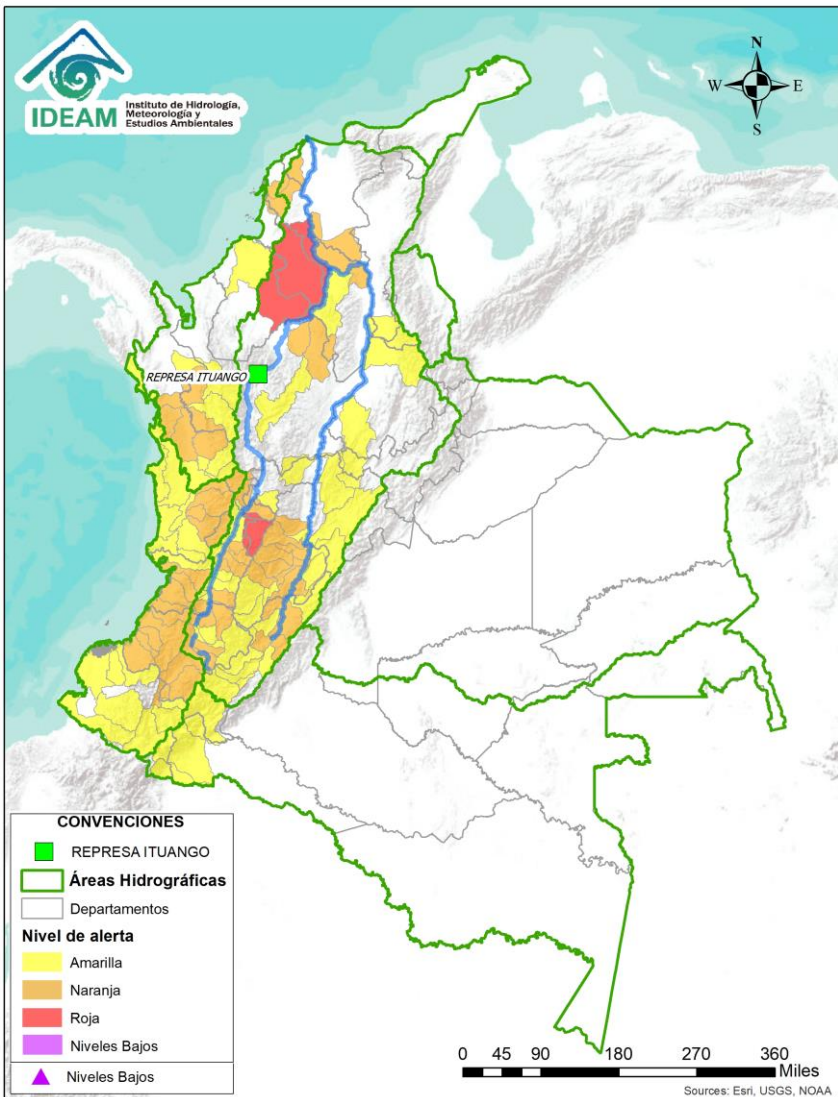 IDEAM
Instituto de Hidrología,
Meteorología y
Estudios Ambientales
N
W
E
S
REPRESA ITUANGO
CONVENCIONES
REPRESA ITUANGO
Áreas Hidrográficas
Departamentos
Nivel de alerta
Amarilla
Naranja
Roja
Niveles Bajos
Niveles Bajos
0 45 90 180 270 360
Miles
Sources: Esri, USGS, NOAA